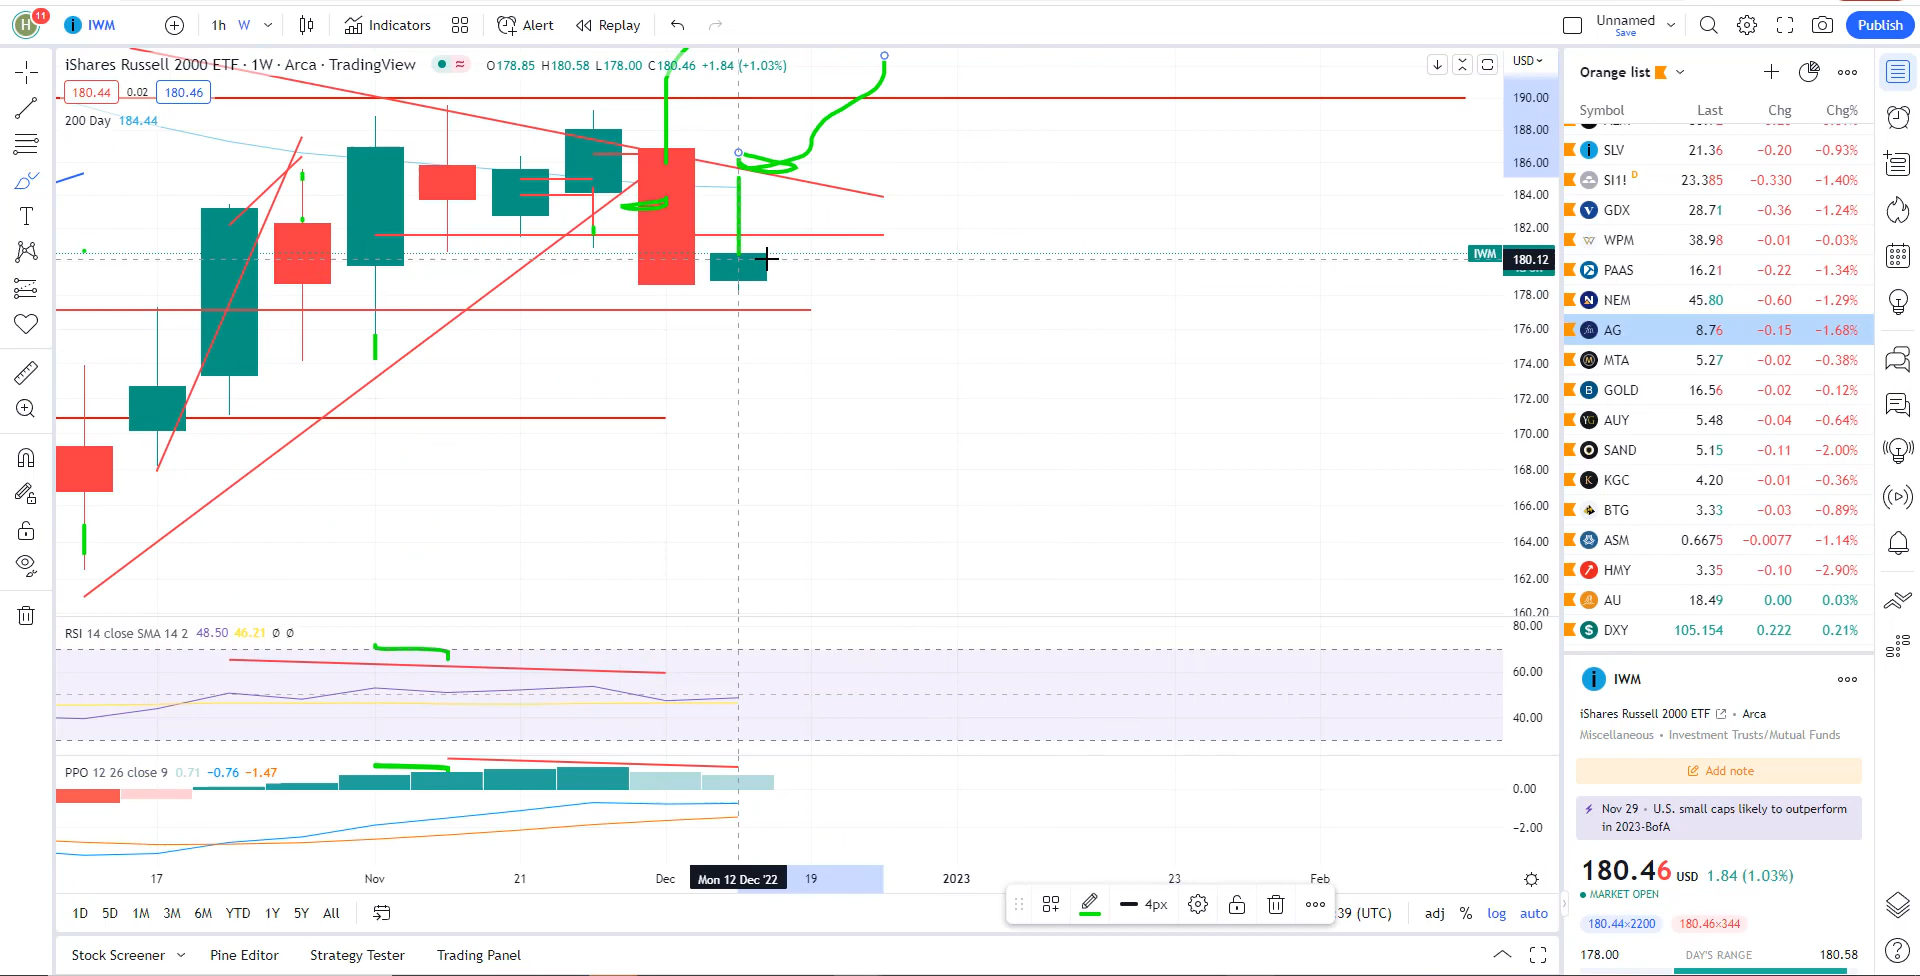 H 11 IWM 1h W Indicators Alert Replay Unnamed Save Publish
iShares Russell 2000 ETF · 1W · Arca · TradingView O178.85 H180.58 L178.00 C180.46 +1.84 (+1.03%) USD
180.44 0.02 180.46
200 Day 184.44
190.00
188.00
186.00
184.00
182.00
IWM 180.12
178.00
176.00
174.00
172.00
170.00
168.00
166.00
164.00
162.00
160.20
RSI 14 close SMA 14 2 48.50 46.21 Ø Ø
80.00
60.00
40.00
PPO 12 26 close 9 0.71 −0.76 −1.47
0.00
−2.00
17 Nov 21 Dec Mon 12 Dec '22 19 2023 23 Feb
1D 5D 1M 3M 6M YTD 1Y 5Y All 4px :39 (UTC) adj % log auto
Stock Screener Pine Editor Strategy Tester Trading Panel
Orange list
Symbol Last Chg Chg%
SLV 21.36 −0.20 −0.93%
SI1! D 23.385 −0.330 −1.40%
GDX 28.71 −0.36 −1.24%
WPM 38.98 −0.01 −0.03%
PAAS 16.21 −0.22 −1.34%
NEM 45.80 −0.60 −1.29%
AG 8.76 −0.15 −1.68%
MTA 5.27 −0.02 −0.38%
GOLD 16.56 −0.02 −0.12%
AUY 5.48 −0.04 −0.64%
SAND 5.15 −0.11 −2.00%
KGC 4.20 −0.01 −0.36%
BTG 3.33 −0.03 −0.89%
ASM 0.6675 −0.0077 −1.14%
HMY 3.35 −0.10 −2.90%
AU 18.49 0.00 0.03%
DXY 105.154 0.222 0.21%
IWM
iShares Russell 2000 ETF • Arca
Miscellaneous • Investment Trusts/Mutual Funds
Add note
Nov 29 • U.S. small caps likely to outperform
in 2023-BofA
180.46 USD 1.84 (1.03%)
MARKET OPEN
180.44×2200 180.46×344
178.00 DAY'S RANGE 180.58